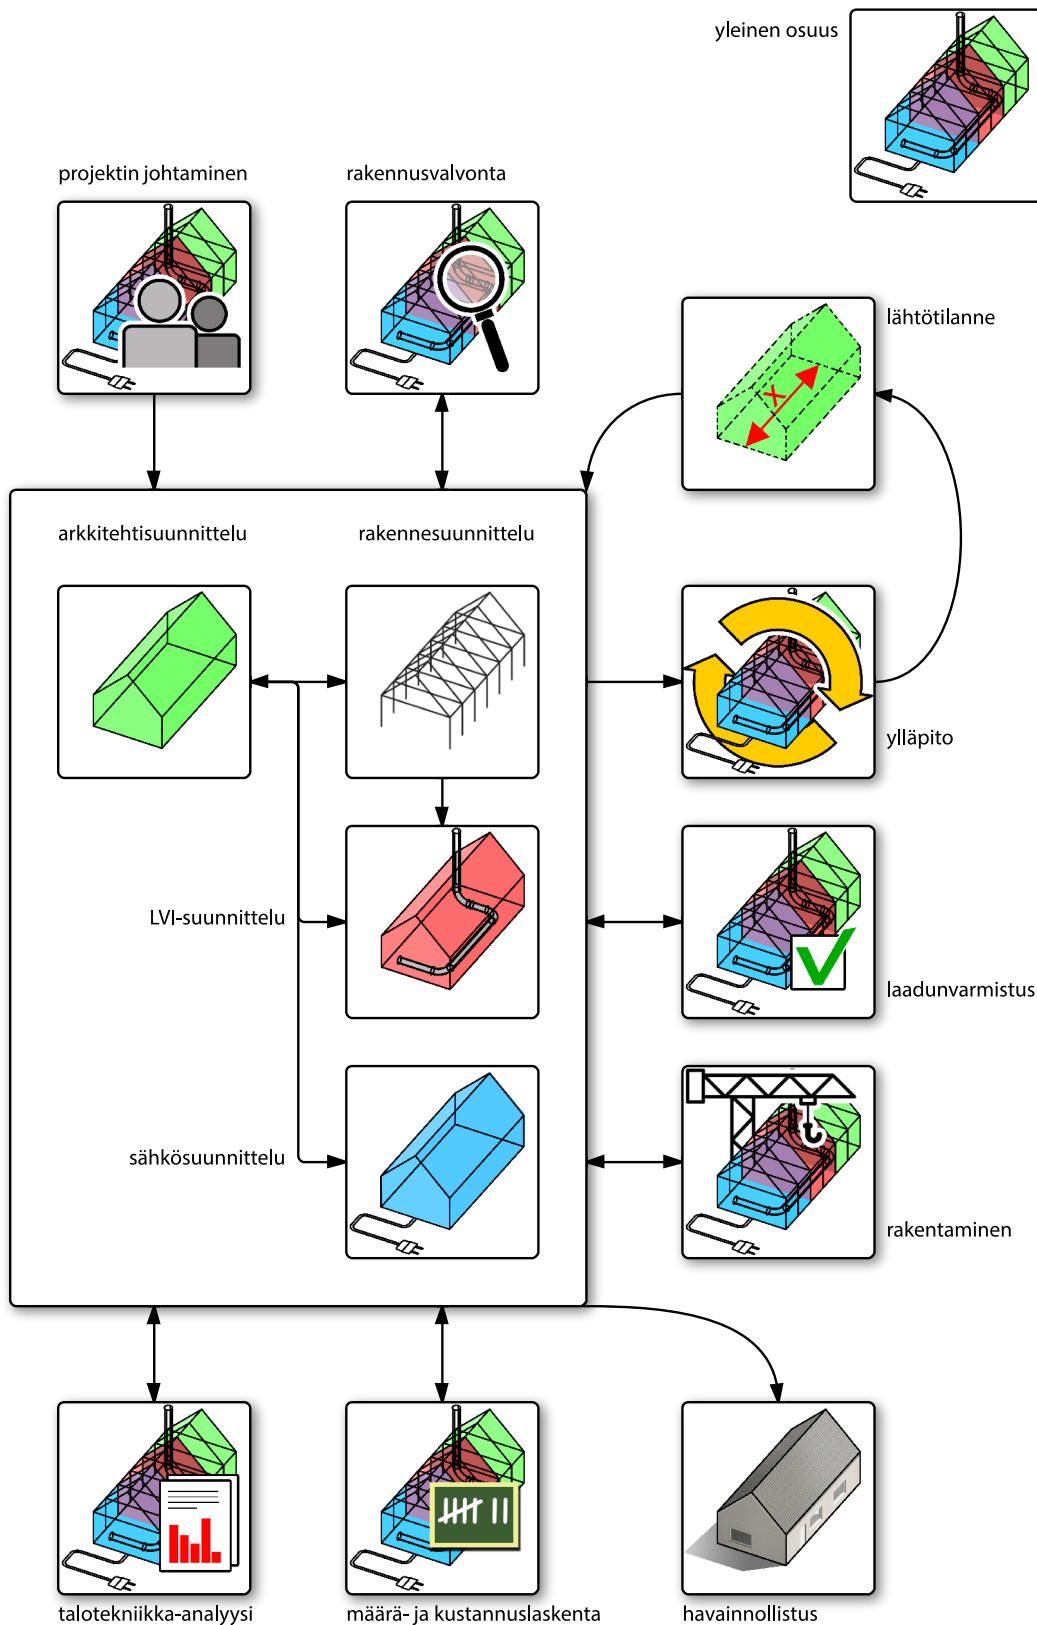 yleinen osuus
projektin johtaminen
rakennusvalvonta
X
lähtötilanne
arkkitehtisuunnittelu
rakennesuunnittelu
ylläpito
LVI-suunnittelu
laadunvarmistus
sähkösuunnittelu
rakentaminen
talotekniikka-analyysi
määrä- ja kustannuslaskenta
havainnollistus